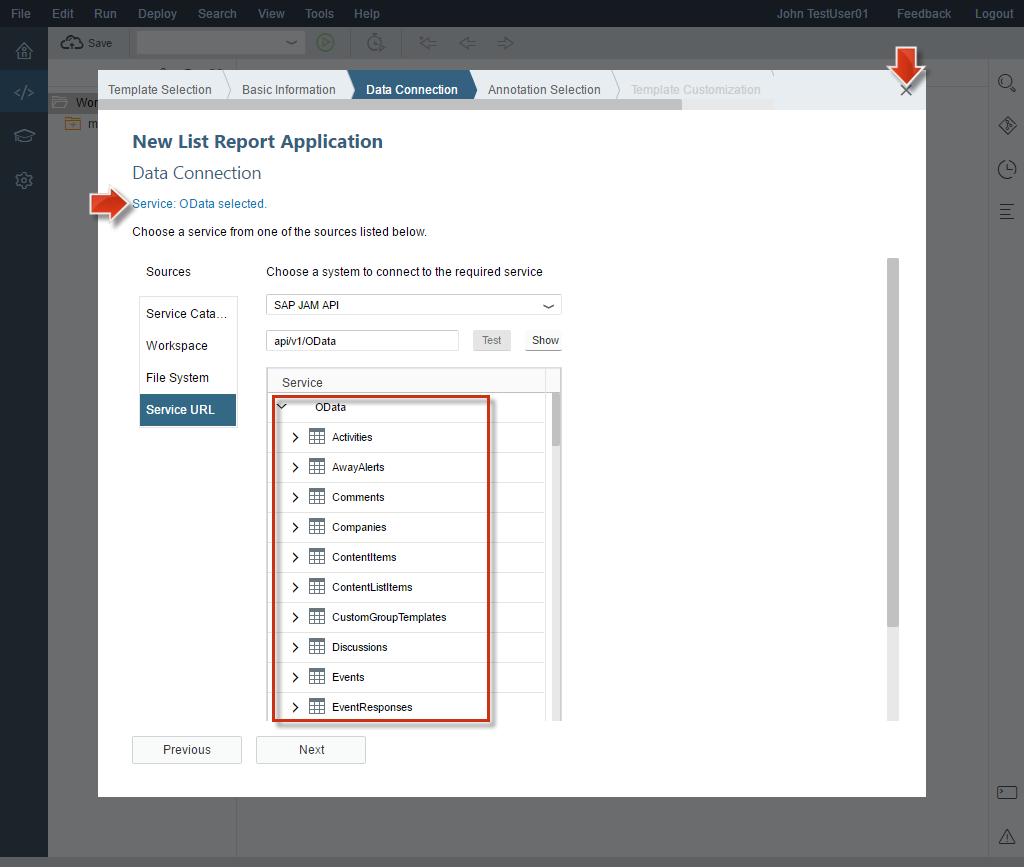 File Edit Run Deploy Search View Tools Help John TestUser01 Feedback Logout
Save
Template Selection Basic Information Data Connection Annotation Selection Template Customization
Wor
m
New List Report Application
Data Connection
Service: OData selected.
Choose a service from one of the sources listed below.
Sources
Service Cata...
Workspace
File System
Service URL
Choose a system to connect to the required service
SAP JAM API
api/v1/OData Test Show
Service
OData
Activities
AwayAlerts
Comments
Companies
ContentItems
ContentListItems
CustomGroupTemplates
Discussions
Events
EventResponses
Previous Next